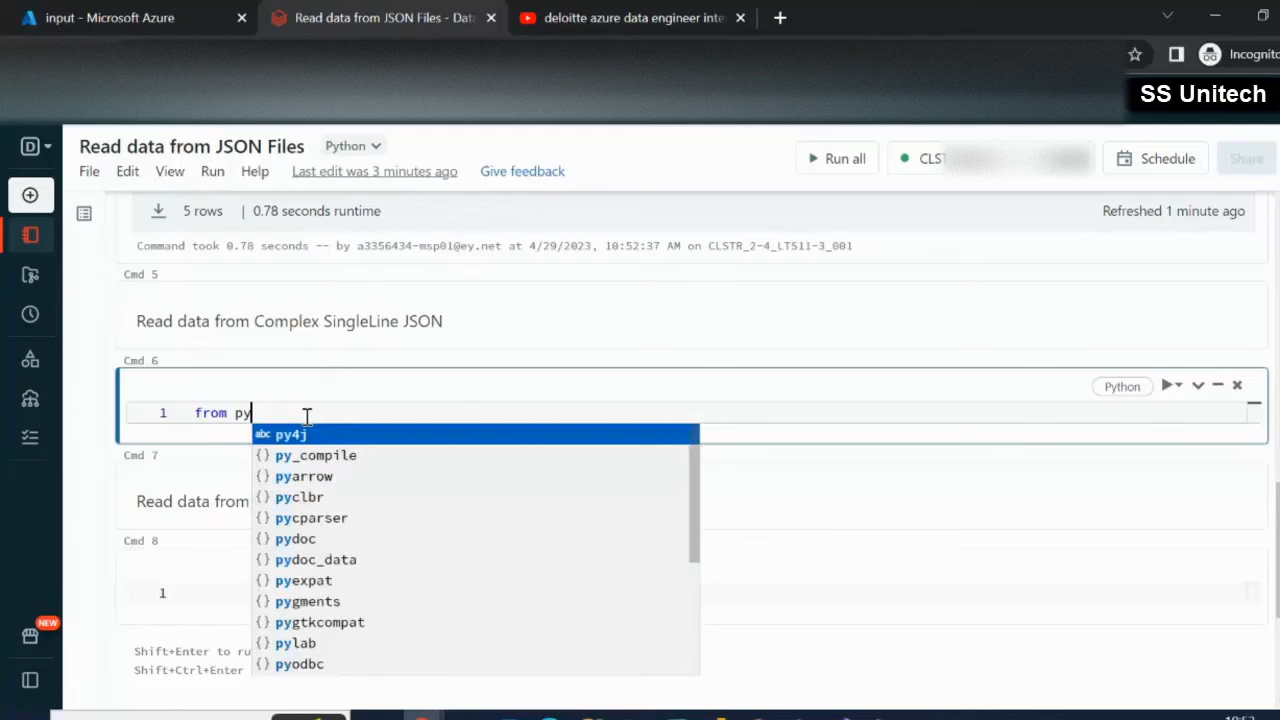 input - Microsoft Azure
Read data from JSON Files - Data
deloitte azure data engineer inte
Incognito
SS Unitech
Read data from JSON Files
Python
Run all
CLST
Schedule
Share
File
Edit
View
Run
Help
Last edit was 3 minutes ago
Give feedback
5 rows | 0.78 seconds runtime
Refreshed 1 minute ago
Command took 0.78 seconds -- by a3356434-msp01@ey.net at 4/29/2023, 10:52:37 AM on CLSTR_2-4_LTS11-3_001
Cmd 5
Read data from Complex SingleLine JSON
Cmd 6
Python
1 from py
abc py4j
{} py_compile
{} pyarrow
{} pyclbr
{} pycparser
{} pydoc
{} pydoc_data
{} pyexpat
{} pygments
{} pygtkcompat
{} pylab
{} pyodbc
Cmd 7
Read data from
Cmd 8
1
Shift+Enter to ru
Shift+Ctrl+Enter
NEW